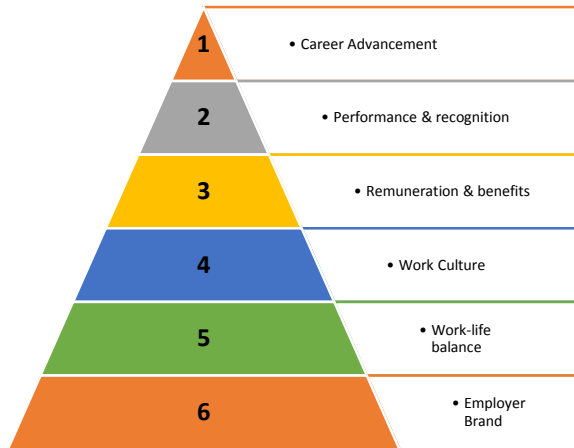 1
• Career Advancement
2
• Performance & recognition
3
• Remuneration & benefits
4
• Work Culture
5
• Work-life
balance
6
• Employer
Brand